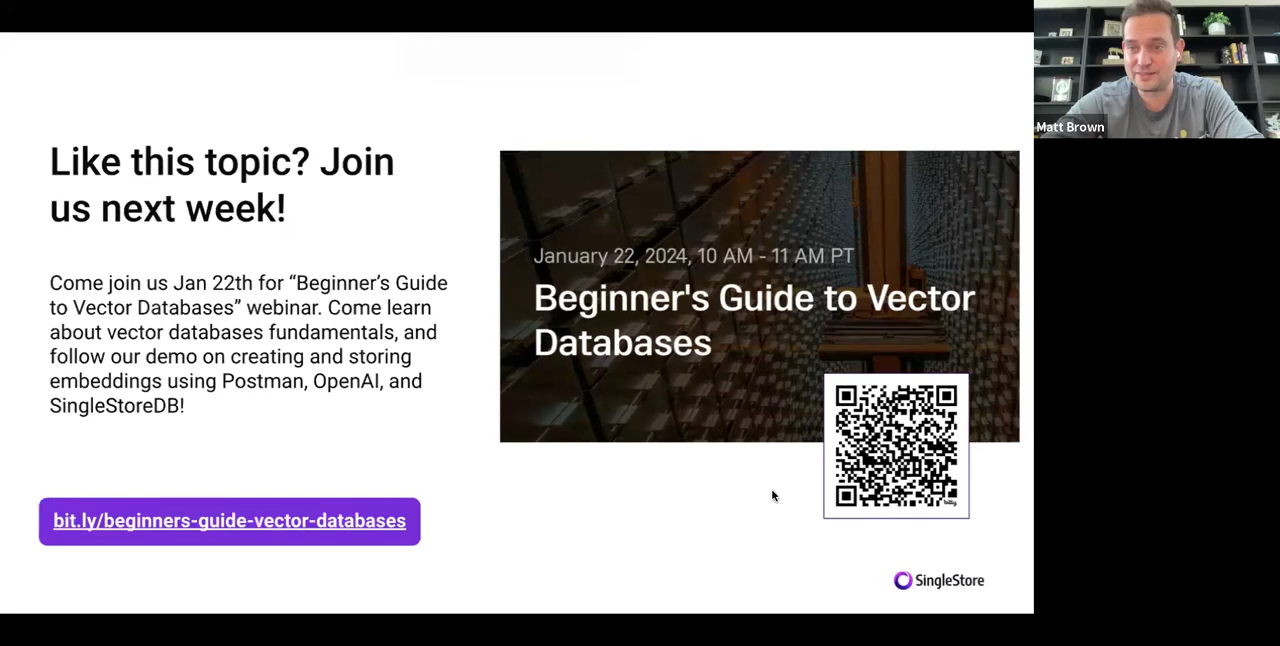 Like this topic? Join
us next week!
Come join us Jan 22th for “Beginner’s Guide
to Vector Databases” webinar. Come learn
about vector databases fundamentals, and
follow our demo on creating and storing
embeddings using Postman, OpenAI, and
SingleStoreDB!
bit.ly/beginners-guide-vector-databases
January 22, 2024, 10 AM - 11 AM PT
Beginner's Guide to Vector
Databases
bitly
SingleStore
Matt Brown